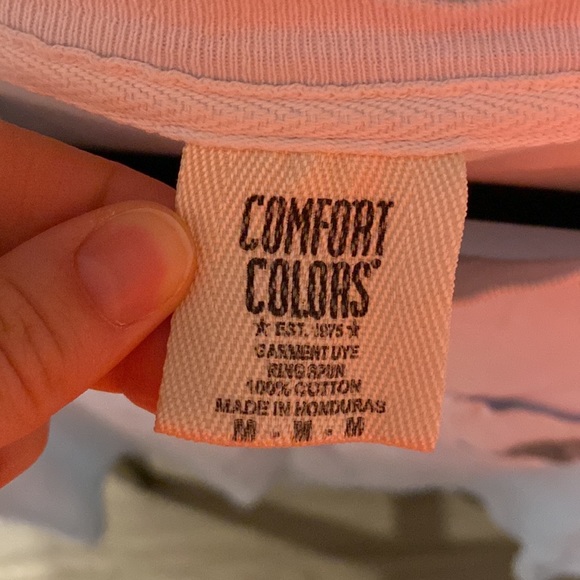 COMFORT
COLORS®
★ EST. 1975 ★
GARMENT DYE
RING SPUN
100% COTTON
MADE IN HONDURAS
M - M - M